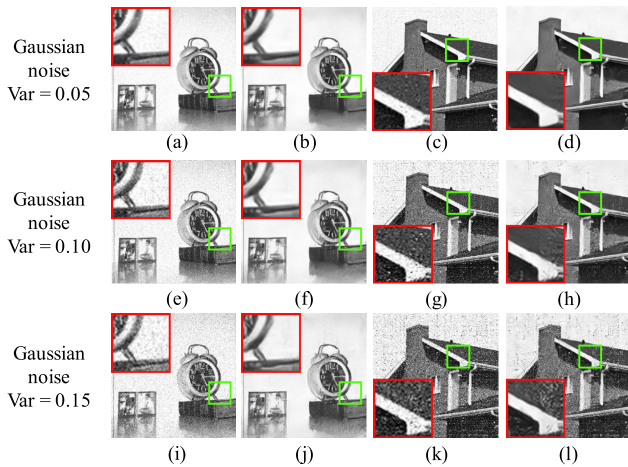 Gaussian
noise
Var = 0.05
(a) (b) (c) (d)
Gaussian
noise
Var = 0.10
(e) (f) (g) (h)
Gaussian
noise
Var = 0.15
(i) (j) (k) (l)